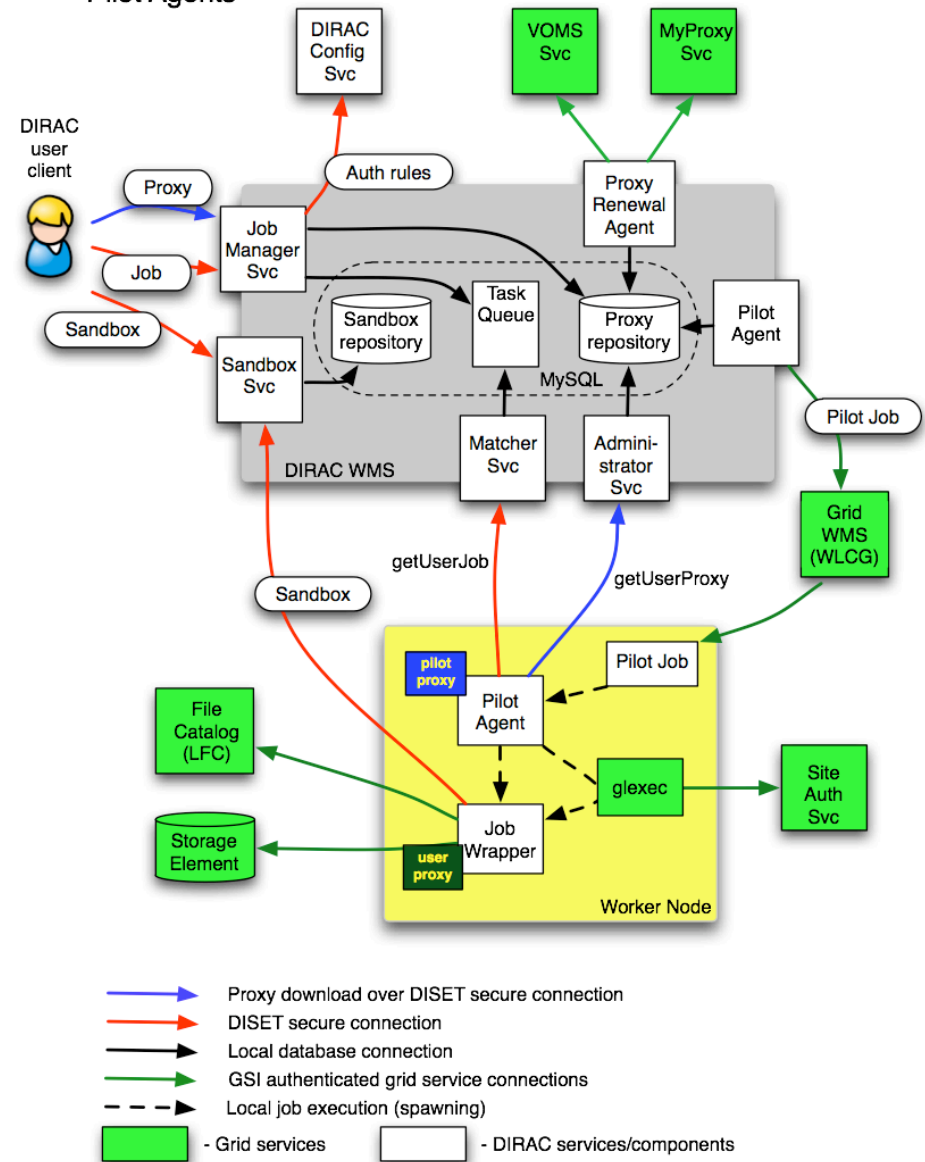 Pilot Agents
DIRAC
Config
Svc
VOMS
Svc
MyProxy
Svc
DIRAC
user
client
Proxy
Auth rules
Job
Manager
Svc
Proxy
Renewal
Agent
Job
Sandbox
Sandbox
repository
Task
Queue
Proxy
repository
Pilot
Agent
Sandbox
Svc
MySQL
Pilot Job
DIRAC WMS
Matcher
Svc
Admini-
strator
Svc
Grid
WMS
(WLCG)
getUserJob
getUserProxy
Sandbox
pilot
proxy
Pilot Job
Pilot
Agent
File
Catalog
(LFC)
glexec
Site
Auth
Svc
Storage
Element
Job
Wrapper
user
proxy
Worker Node
Proxy download over DISET secure connection
DISET secure connection
Local database connection
GSI authenticated grid service connections
Local job execution (spawning)
- Grid services
- DIRAC services/components